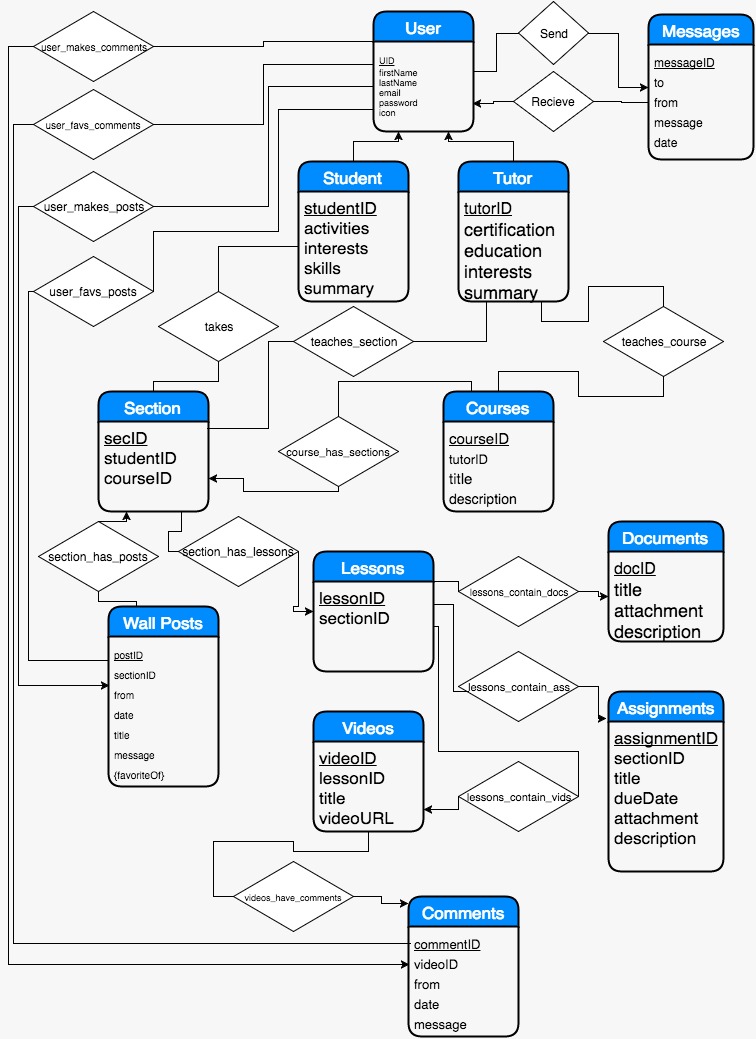 User
UID
firstName
lastName
email
password
icon
Send
Messages
messageID
to
from
message
date
Recieve
user_makes_comments
user_favs_comments
user_makes_posts
user_favs_posts
Student
studentID
activities
interests
skills
summary
Tutor
tutorID
certification
education
interests
summary
takes
teaches_section
teaches_course
Section
secID
studentID
courseID
course_has_sections
Courses
courseID
tutorID
title
description
section_has_posts
section_has_lessons
Lessons
lessonID
sectionID
lessons_contain_docs
Documents
docID
title
attachment
description
Wall Posts
postID
sectionID
from
date
title
message
{favoriteOf}
lessons_contain_ass
Assignments
assignmentID
sectionID
title
dueDate
attachment
description
Videos
videoID
lessonID
title
videoURL
lessons_contain_vids
videos_have_comments
Comments
commentID
videoID
from
date
message